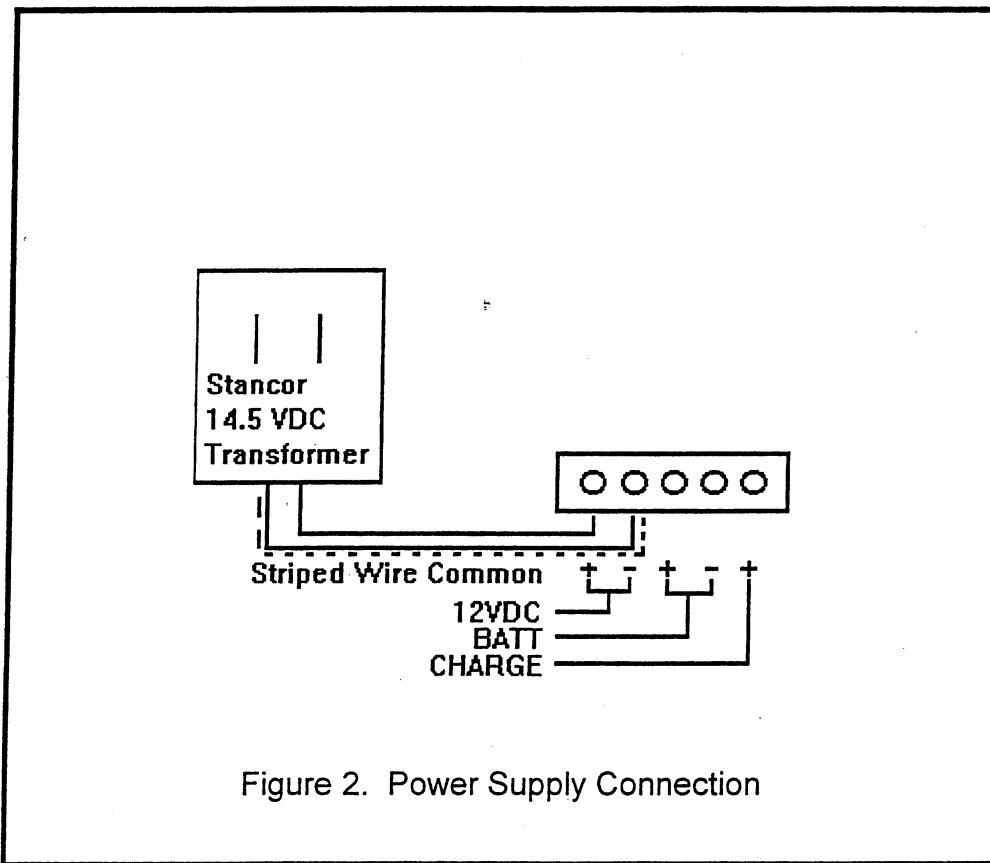 Stancor
14.5 VDC
Transformer
Striped Wire Common + - + - +
12VDC
BATT
CHARGE
Figure 2. Power Supply Connection